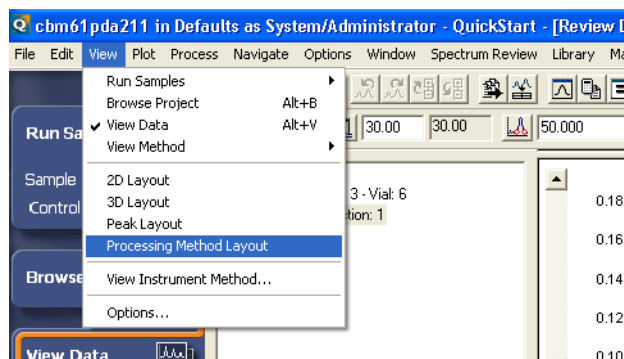 cbm61pda211 in Defaults as System/Administrator - QuickStart - [Review D
File Edit View Plot Process Navigate Options Window Spectrum Review Library Ma
Run Samples
Browse Project Alt+B
View Data Alt+V
View Method
2D Layout
3D Layout
Peak Layout
Processing Method Layout
View Instrument Method...
Options...
30.00 30.00 50.000
Run Sa
Sample
Control
Browse
View Data
3 - Vial: 6
ction: 1
0.18
0.16
0.14
0.12
0.10